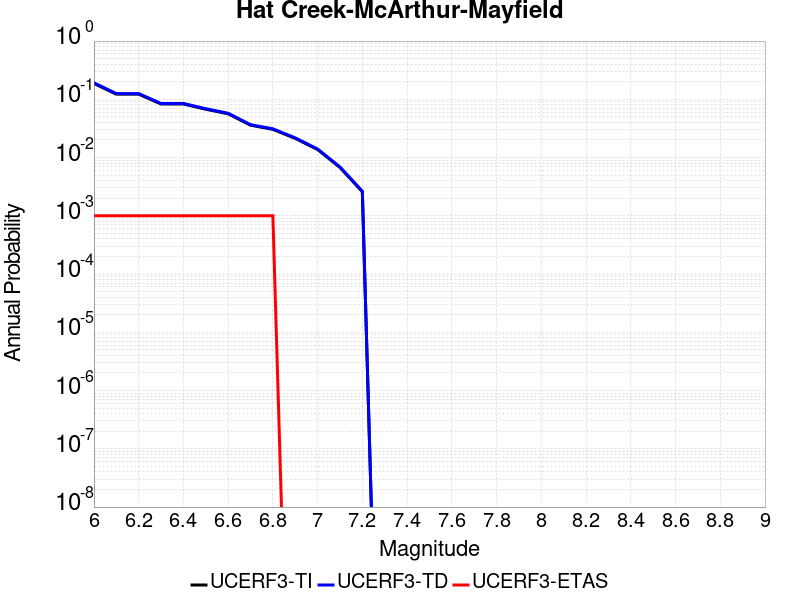 Hat Creek-McArthur-Mayfield
10^0
10^-1
10^-2
10^-3
10^-4
10^-5
10^-6
10^-7
10^-8
Annual Probability
6 6.2 6.4 6.6 6.8 7 7.2 7.4 7.6 7.8 8 8.2 8.4 8.6 8.8 9
Magnitude
UCERF3-TI UCERF3-TD UCERF3-ETAS